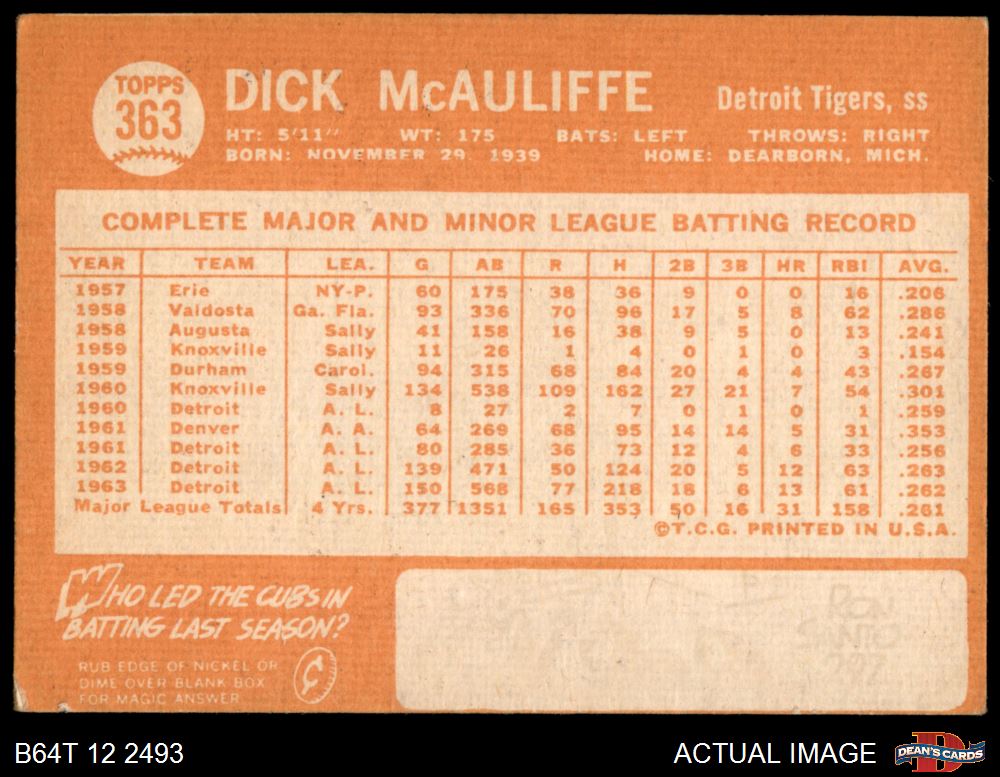 TOPPS
363
DICK McAULIFFE
Detroit Tigers, ss
HT: 5'11" WT: 175 BATS: LEFT THROWS: RIGHT
BORN: NOVEMBER 29 1939 HOME: DEARBORN, MICH.
COMPLETE MAJOR AND MINOR LEAGUE BATTING RECORD
YEAR TEAM LEA. G AB R H 2B 3B HR RBI AVG.
1957 Erie NY-P. 60 175 38 36 9 0 0 16 .206
1958 Valdosta Ga. Fla. 93 336 70 96 17 5 8 62 .286
1958 Augusta Sally 41 158 16 38 9 5 0 13 .241
1959 Knoxville Sally 11 26 1 4 0 1 0 3 .154
1959 Durham Carol. 94 315 68 84 20 4 4 43 .267
1960 Knoxville Sally 134 538 109 162 27 21 7 54 .301
1960 Detroit A. L. 8 27 2 7 0 1 0 1 .259
1961 Denver A. A. 64 269 68 95 14 14 5 31 .353
1961 Detroit A. L. 80 285 36 73 12 4 6 33 .256
1962 Detroit A. L. 139 471 50 124 20 5 12 63 .263
1963 Detroit A. L. 150 568 77 218 18 6 13 61 .262
Major League Totals 4 Yrs. 377 1351 165 353 50 16 31 158 .261
©T.C.G. PRINTED IN U.S.A.
WHO LED THE CUBS IN
BATTING LAST SEASON?
RUB EDGE OF NICKEL OR
DIME OVER BLANK BOX
FOR MAGIC ANSWER
RON
SANTO
.297
B64T 12 2493
ACTUAL IMAGE
DEAN'S CARDS